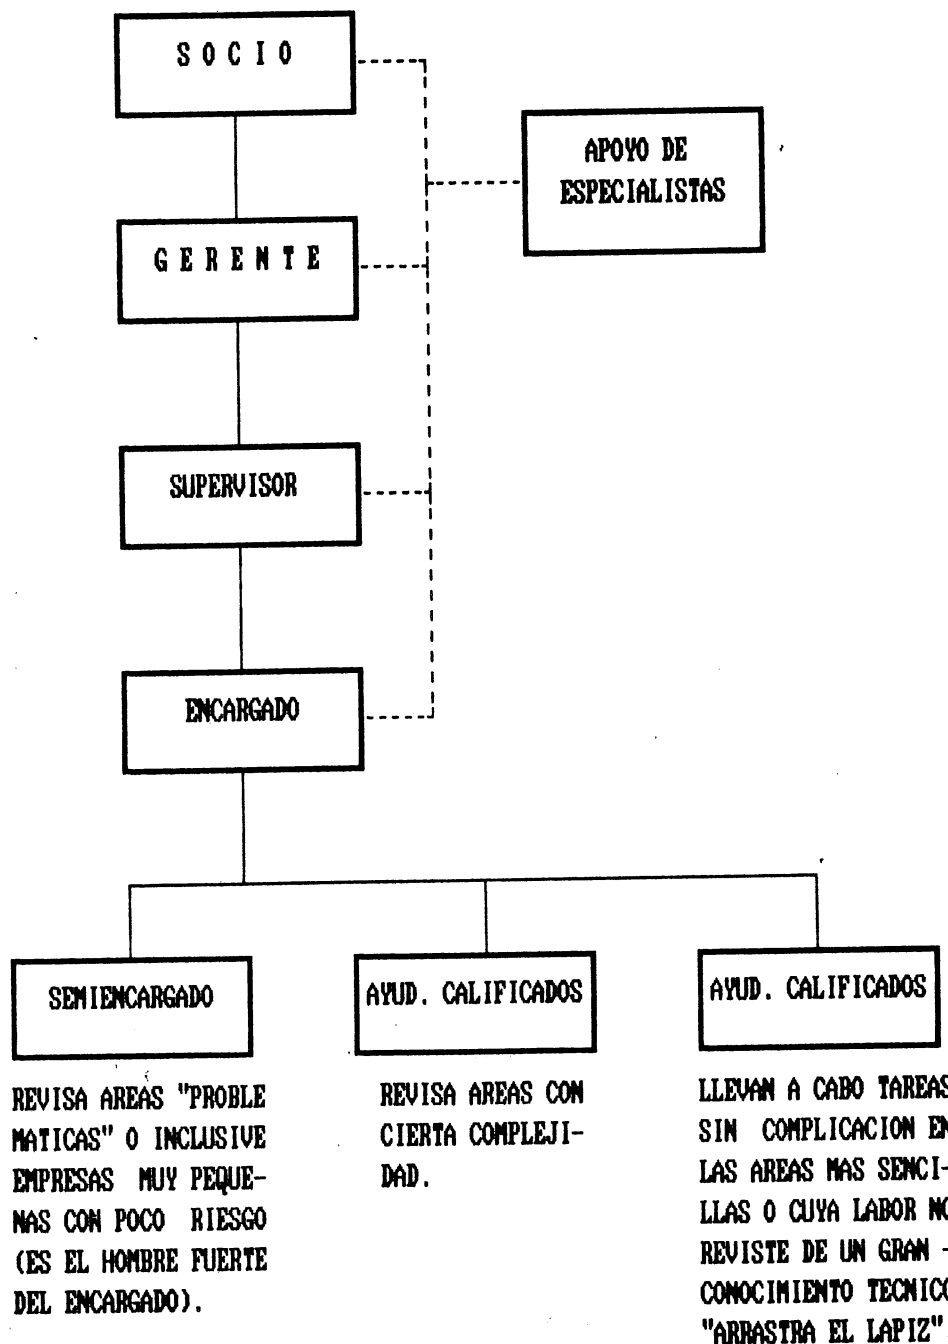 S O C I O
APOYO DE
ESPECIALISTAS
G E R E N T E
SUPERVISOR
ENCARGADO
SEMIENCARGADO
AYUD. CALIFICADOS
AYUD. CALIFICADOS
REVISA AREAS "PROBLE
MATICAS" O INCLUSIVE
EMPRESAS MUY PEQUE-
NAS CON POCO RIESGO
(ES EL HOMBRE FUERTE
DEL ENCARGADO).
REVISA AREAS CON
CIERTA COMPLEJI-
DAD.
LLEVAN A CABO TAREAS
SIN COMPLICACION EN
LAS AREAS MAS SENCI-
LLAS O CUYA LABOR NO
REVISTE DE UN GRAN -
CONOCIMIENTO TECNICO
"ARRASTRA EL LAPIZ"